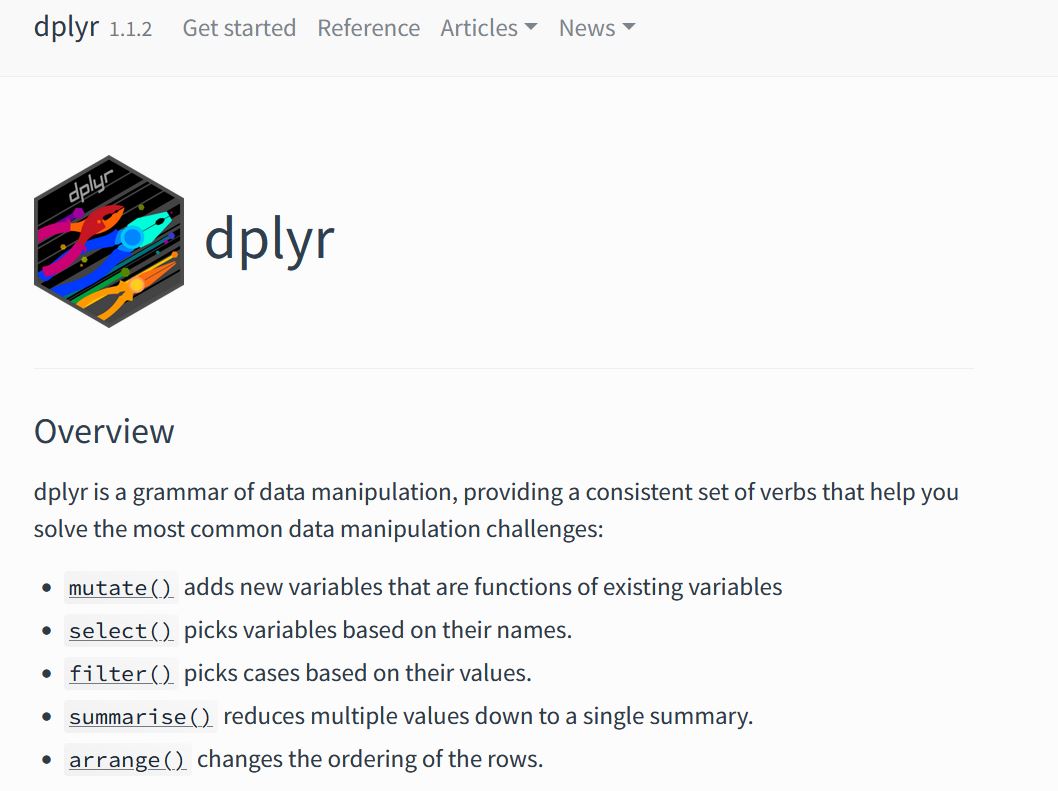 dplyr 1.1.2 Get started Reference Articles News
dplyr
dplyr
Overview
dplyr is a grammar of data manipulation, providing a consistent set of verbs that help you
solve the most common data manipulation challenges:
• mutate() adds new variables that are functions of existing variables
• select() picks variables based on their names.
• filter() picks cases based on their values.
• summarise() reduces multiple values down to a single summary.
• arrange() changes the ordering of the rows.